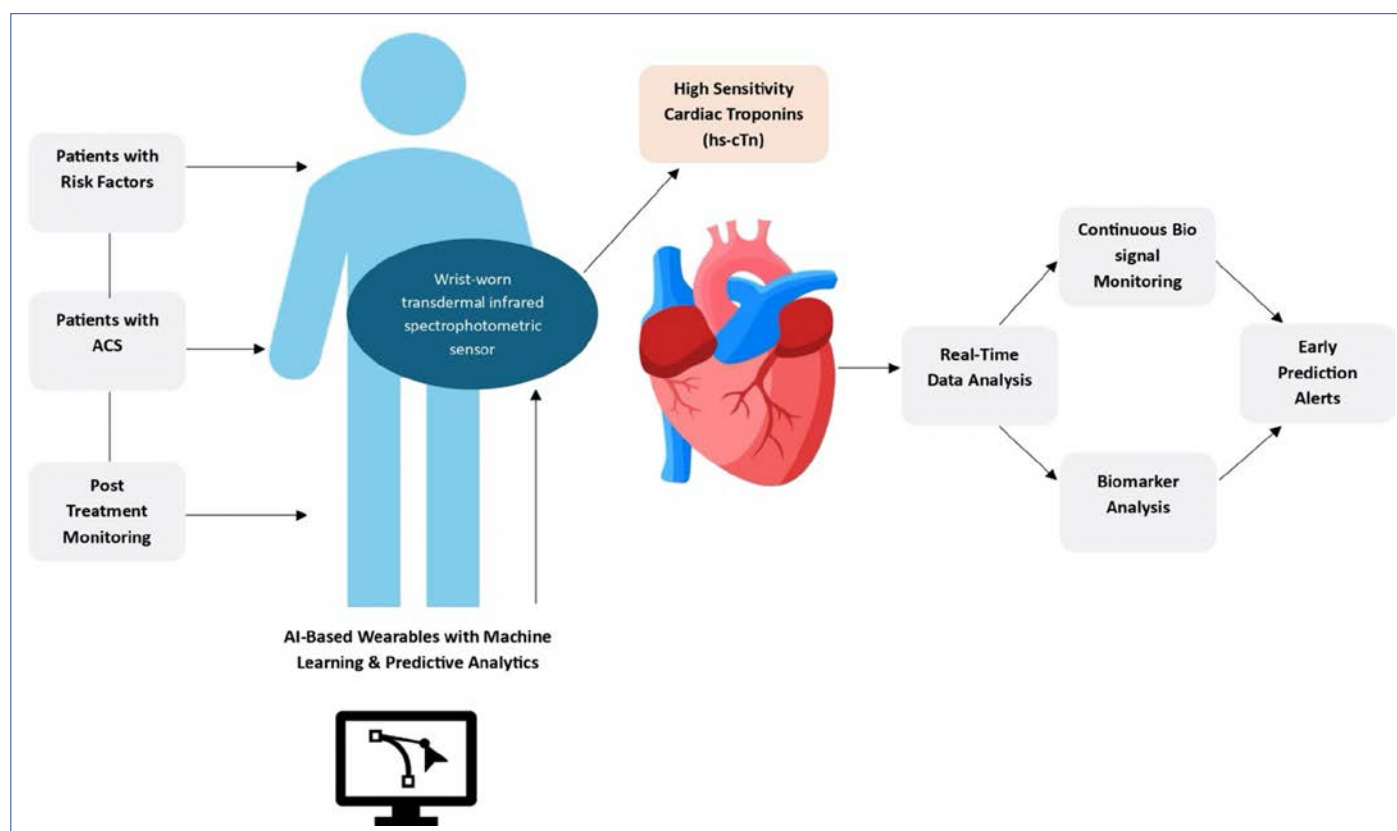 Patients with
Risk Factors
Patients with
ACS
Post
Treatment
Monitoring
Wrist-worn
transdermal infrared
spectrophotometric
sensor
AI-Based Wearables with Machine
Learning & Predictive Analytics
High Sensitivity
Cardiac Troponins
(hs-cTn)
Real-Time
Data Analysis
Continuous Bio
signal
Monitoring
Biomarker
Analysis
Early
Prediction
Alerts